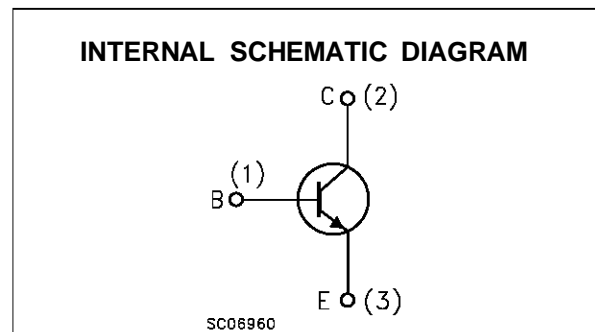 INTERNAL SCHEMATIC DIAGRAM
C (2)
(1)
B
E (3)
SC06960